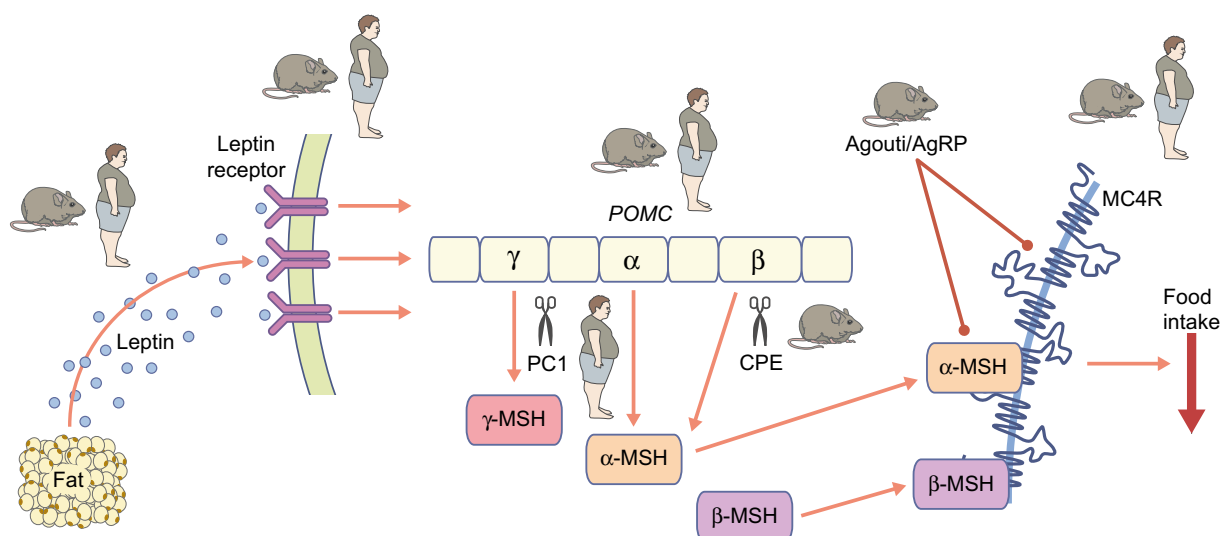 Leptin
receptor
Agouti/AgRP
MC4R
POMC
γ
α
β
Leptin
PC1
CPE
Food
intake
α-MSH
γ-MSH
α-MSH
Fat
β-MSH
β-MSH